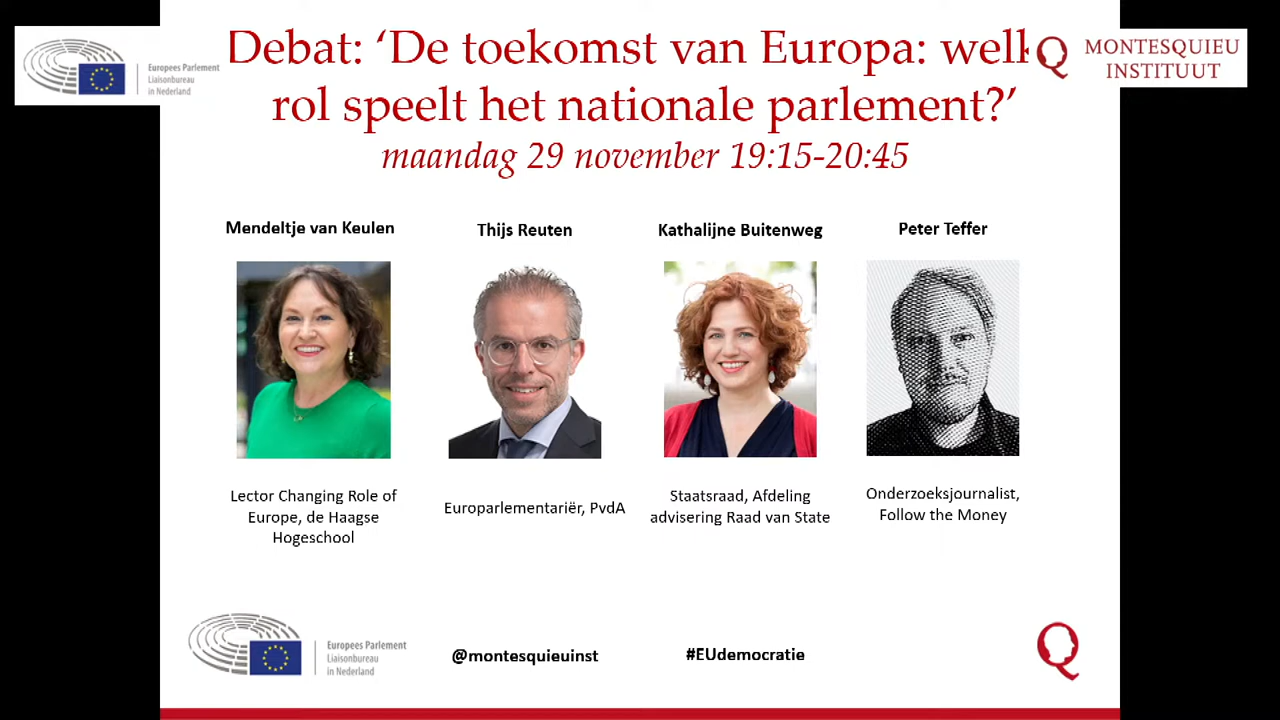 Europees Parlement
Liaisonbureau
in Nederland
Debat: ‘De toekomst van Europa: welk
rol speelt het nationale parlement?’
maandag 29 november 19:15-20:45
MONTESQUIEU
INSTITUUT
Mendeltje van Keulen
Thijs Reuten
Kathalijne Buitenweg
Peter Teffer
Lector Changing Role of
Europe, de Haagse
Hogeschool
Europarlementariër, PvdA
Staatsraad, Afdeling
advisering Raad van State
Onderzoeksjournalist,
Follow the Money
Europees Parlement
Liaisonbureau
in Nederland
@montesquieuinst
#EUdemocratie